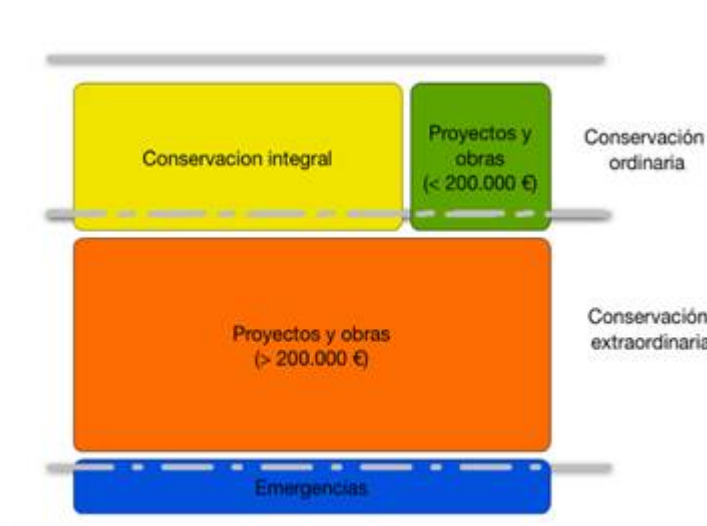 Conservacion integral
Proyectos y
obras
(< 200.000 €)
Conservación
ordinaria
Proyectos y obras
(> 200.000 €)
Conservación
extraordinaria
Emergencias